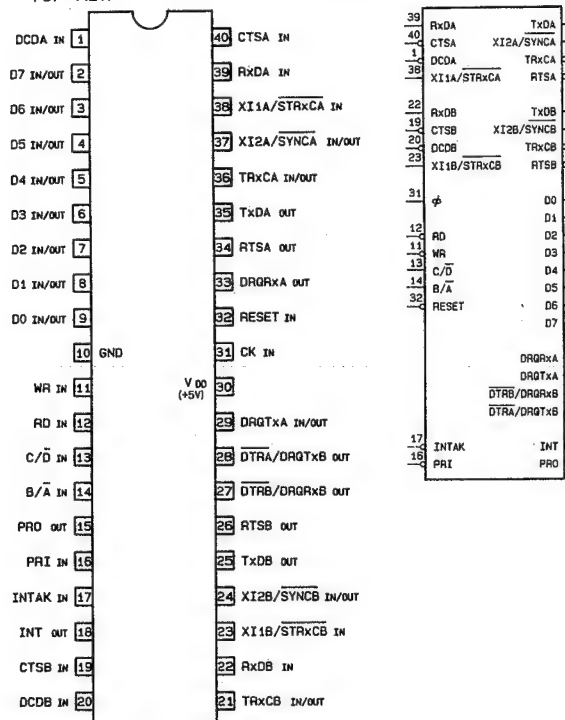 DCDA IN 1
D7 IN/OUT 2
D6 IN/OUT 3
D5 IN/OUT 4
D4 IN/OUT 5
D3 IN/OUT 6
D2 IN/OUT 7
D1 IN/OUT 8
D0 IN/OUT 9
10 GND
WR IN 11
RD IN 12
C/D IN 13
B/A IN 14
PRO OUT 15
PRI IN 16
INTAK IN 17
INT OUT 18
CTSB IN 19
DCDB IN 20
40 CTSA IN
39 RxDA IN
38 XI1A/STRxCA IN
37 XI2A/SYNCA IN/OUT
36 TRxCA IN/OUT
35 TxDA OUT
34 RTSA OUT
33 DRQRxA OUT
32 RESET IN
31 CK IN
VDD 30
(+5V)
29 DRQTxA IN/OUT
28 DTRA/DRQTxB OUT
27 DTRB/DRQRxB OUT
26 RTSB OUT
25 TxDB OUT
24 XI2B/SYNCB IN/OUT
23 XI1B/STRxCB IN
22 RxDB IN
21 TRxCB IN/OUT
39 RxDA TxDA
40 CTSA XI2A/SYNCA
1 DCDA TRxCA
38 XI1A/STRxCA RTSA
22 RxDB TxDB
19 CTSB XI2B/SYNCB
20 DCDB TRxCB
23 XI1B/STRxCB RTSB
31 φ D0
D1
12 RD D2
11 WR D3
13 C/D D4
14 B/A D5
32 RESET D6
D7
DRQRxA
DRQTxA
DTRB/DRQRxB
DTRA/DRQTxB
17 INTAK INT
16 PRI PRO